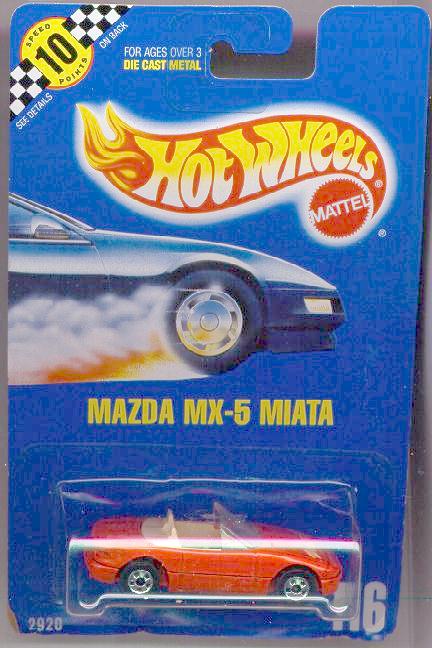 SPEED
10
POINTS
ON BACK
SEE DETAILS
FOR AGES OVER 3
DIE CAST METAL
HOT WHEELS®
MATTEL
®
MAZDA MX-5 MIATA
2920
116